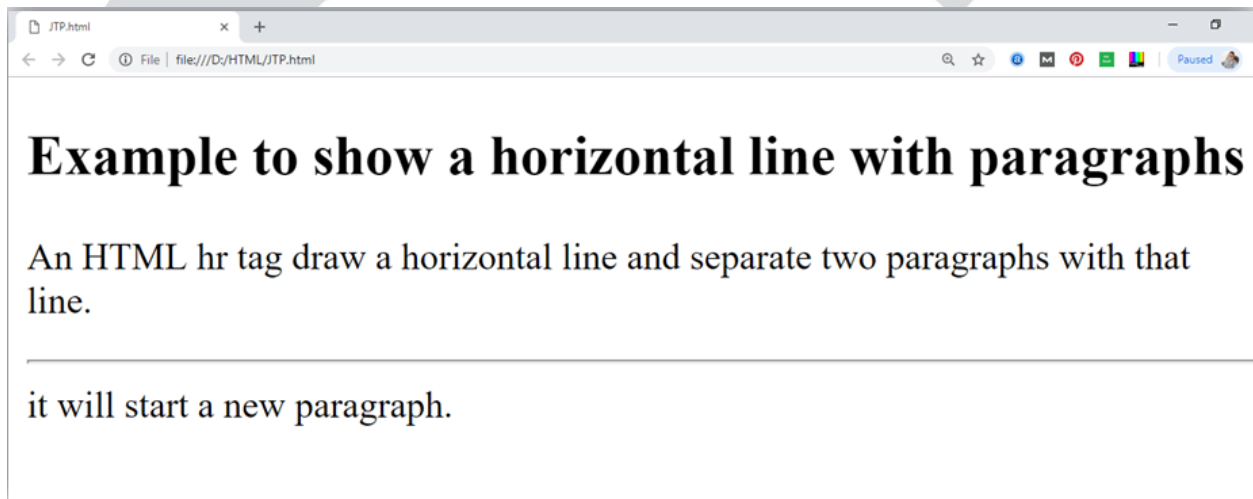 JTP.html
File | file:///D:/HTML/JTP.html
Paused
Example to show a horizontal line with paragraphs
An HTML hr tag draw a horizontal line and separate two paragraphs with that
line.
it will start a new paragraph.